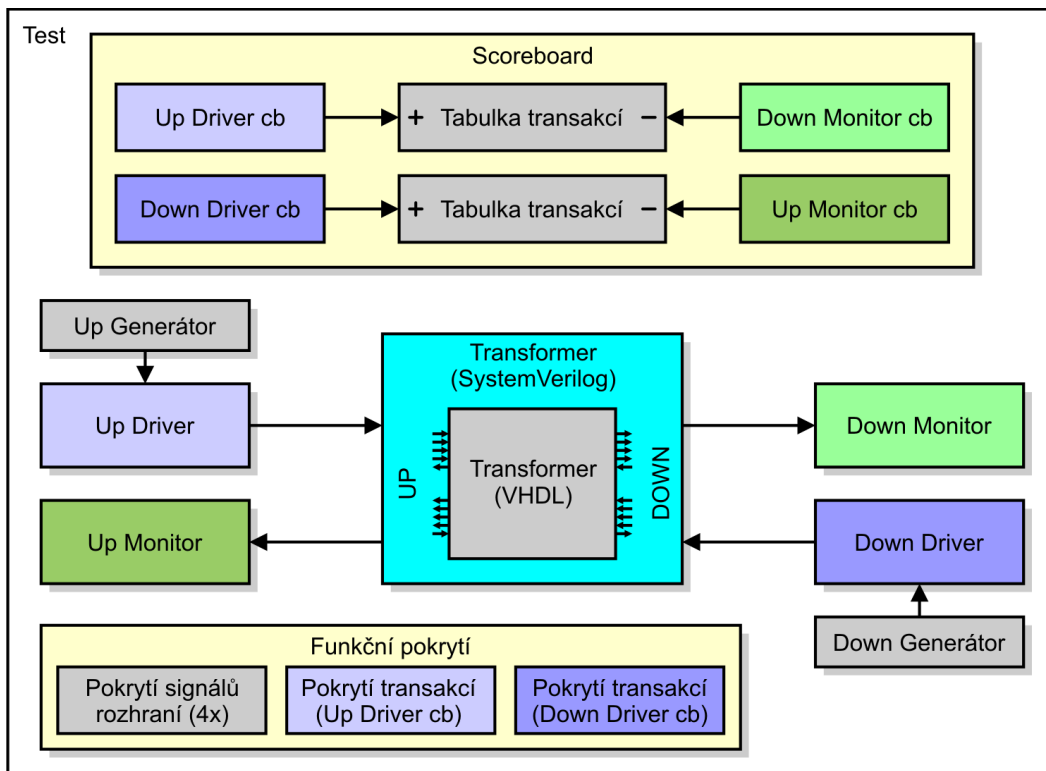 Test
Scoreboard
Up Driver cb
+ Tabulka transakcí −
Down Monitor cb
Down Driver cb
+ Tabulka transakcí −
Up Monitor cb
Up Generátor
Up Driver
Up Monitor
Transformer
(SystemVerilog)
UP
Transformer
(VHDL)
DOWN
Down Monitor
Down Driver
Down Generátor
Funkční pokrytí
Pokrytí signálů
rozhraní (4x)
Pokrytí transakcí
(Up Driver cb)
Pokrytí transakcí
(Down Driver cb)